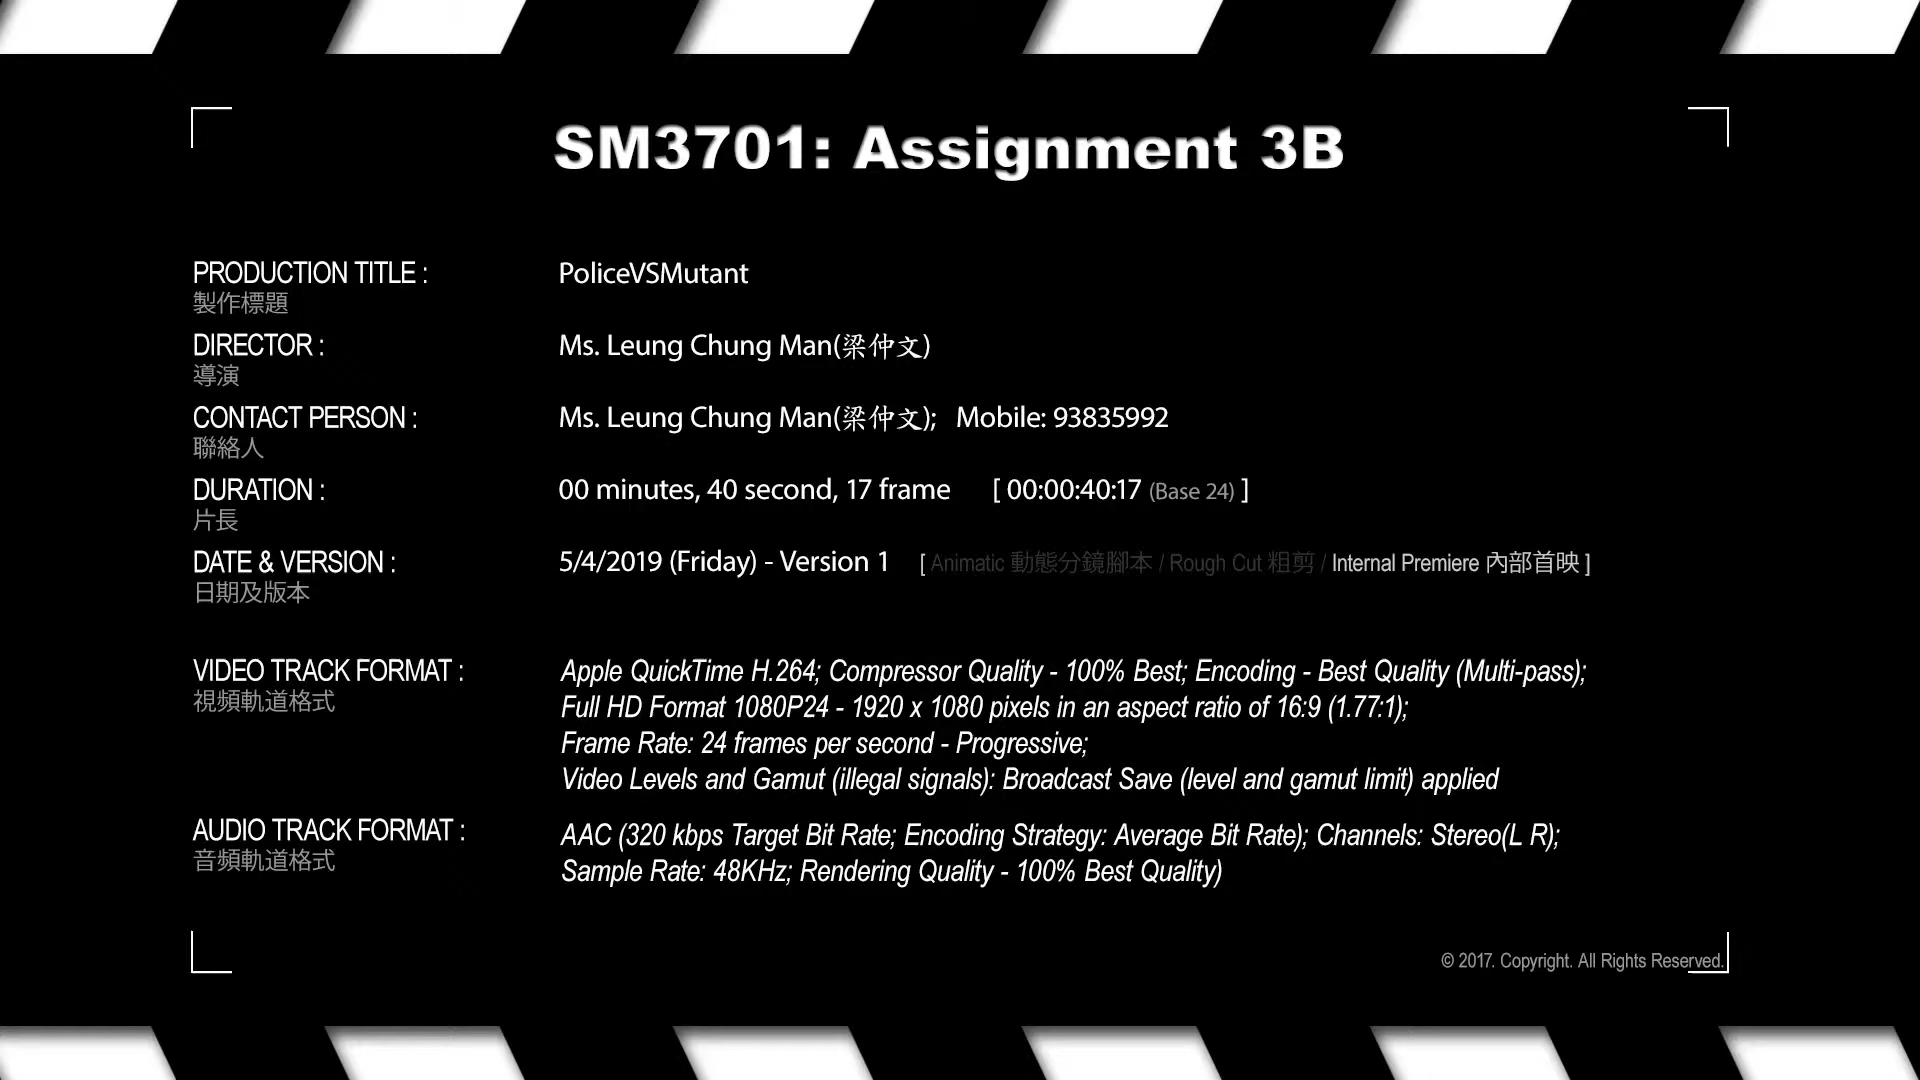 SM3701: Assignment 3B
PRODUCTION TITLE : PoliceVSMutant
製作標題
DIRECTOR : Ms. Leung Chung Man(梁仲文)
導演
CONTACT PERSON : Ms. Leung Chung Man(梁仲文); Mobile: 93835992
聯絡人
DURATION : 00 minutes, 40 second, 17 frame [ 00:00:40:17 (Base 24) ]
片長
DATE & VERSION : 5/4/2019 (Friday) - Version 1 [ Animatic 動態分鏡腳本 / Rough Cut 粗剪 / Internal Premiere 內部首映 ]
日期及版本
VIDEO TRACK FORMAT : Apple QuickTime H.264; Compressor Quality - 100% Best; Encoding - Best Quality (Multi-pass);
視頻軌道格式
Full HD Format 1080P24 - 1920 x 1080 pixels in an aspect ratio of 16:9 (1.77:1);
Frame Rate: 24 frames per second - Progressive;
Video Levels and Gamut (illegal signals): Broadcast Save (level and gamut limit) applied
AUDIO TRACK FORMAT : AAC (320 kbps Target Bit Rate; Encoding Strategy: Average Bit Rate); Channels: Stereo(L R);
音頻軌道格式
Sample Rate: 48KHz; Rendering Quality - 100% Best Quality)
© 2017. Copyright. All Rights Reserved.